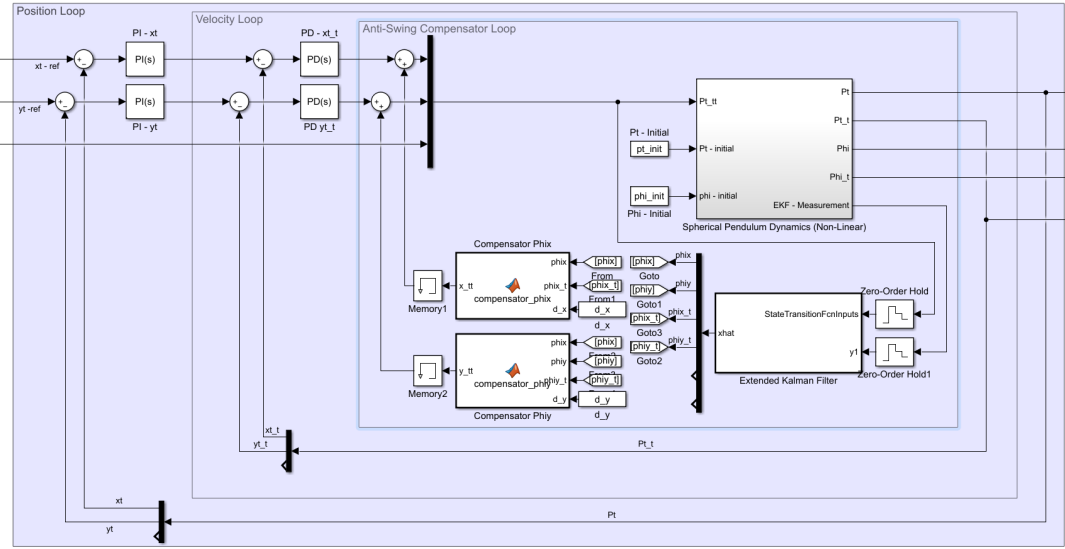 Position Loop
Velocity Loop
Anti-Swing Compensator Loop
PI - xt
PI(s)
PD - xt_t
PD(s)
xt - ref
yt -ref
PI(s)
PI - yt
PD(s)
PD yt_t
Pt_tt
Pt - initial
phi - initial
Pt
Pt_t
Phi
Phi_t
EKF - Measurement
Spherical Pendulum Dynamics (Non-Linear)
Pt - Initial
pt_init
phi_init
Phi - Initial
Compensator Phix
x_tt
compensator_phix
phix
phix_t
d_x
Memory1
[phix]
From
[phix_t]
From1
d_x
d_x
[phix]
Goto
phix
[phiy]
Goto1
phiy
[phix_t]
Goto3
phix_t
[phiy_t]
Goto2
phiy_t
y_tt
compensator_phiy
phix
phiy
phiy_t
d_y
Compensator Phiy
Memory2
[phix]
[phiy]
[phiy_t]
d_y
d_y
xhat
StateTransitionFcnInputs
y1
Extended Kalman Filter
Zero-Order Hold
Zero-Order Hold1
xt_t
yt_t
Pt_t
xt
yt
Pt